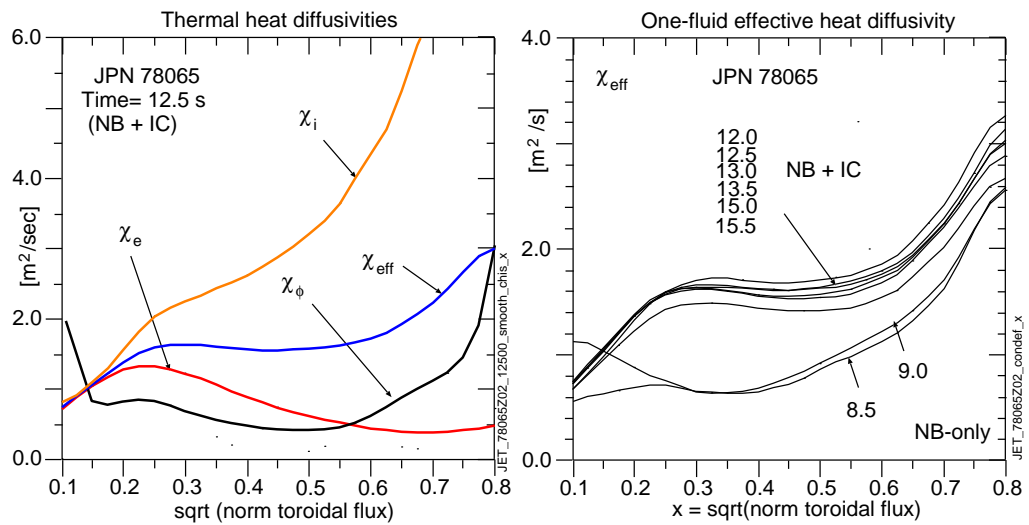 Thermal heat diffusivities
6.0
4.0
2.0
0.0
[m²/sec]
JPN 78065
Time= 12.5 s
(NB + IC)
χi
χe
χeff
χϕ
JET_78065Z02_12500_smooth_chis_x
0.1 0.2 0.3 0.4 0.5 0.6 0.7 0.8
sqrt (norm toroidal flux)
One-fluid effective heat diffusivity
4.0
2.0
0.0
[m² /s]
χeff
JPN 78065
12.0
12.5
13.0
13.5
15.0
15.5
NB + IC
9.0
8.5
NB-only
JET_78065Z02_condef_x
0.1 0.2 0.3 0.4 0.5 0.6 0.7 0.8
x = sqrt(norm toroidal flux)